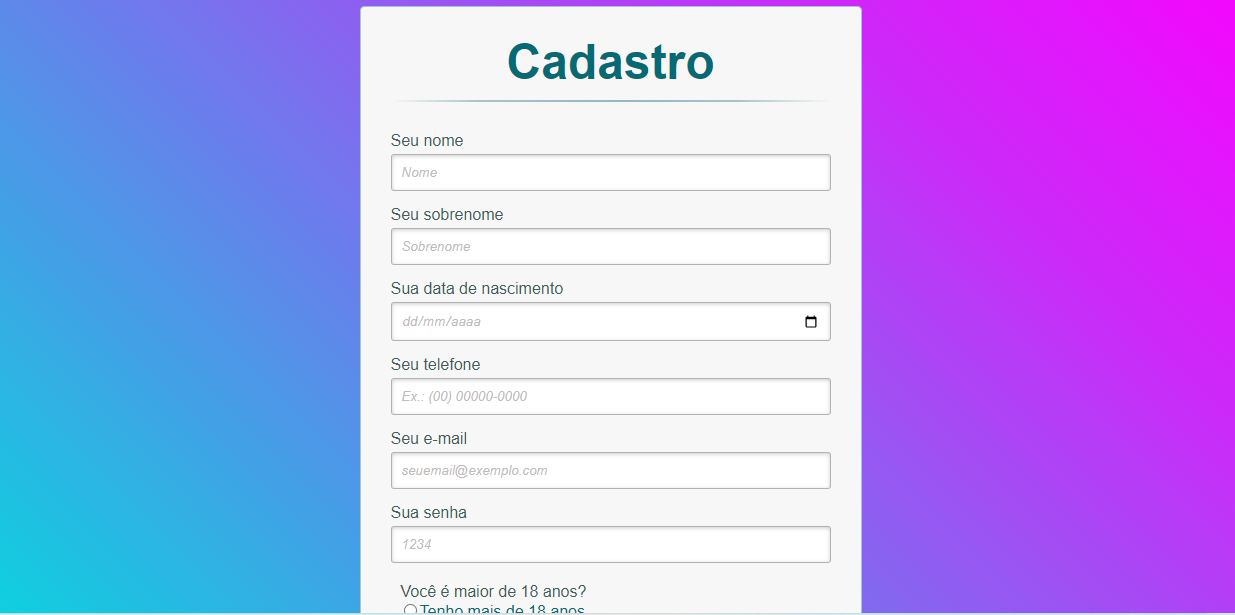 Cadastro
Seu nome
Nome
Seu sobrenome
Sobrenome
Sua data de nascimento
dd/mm/aaaa
Seu telefone
Ex.: (00) 00000-0000
Seu e-mail
seuemail@exemplo.com
Sua senha
1234
Você é maior de 18 anos?
Tenho mais de 18 anos